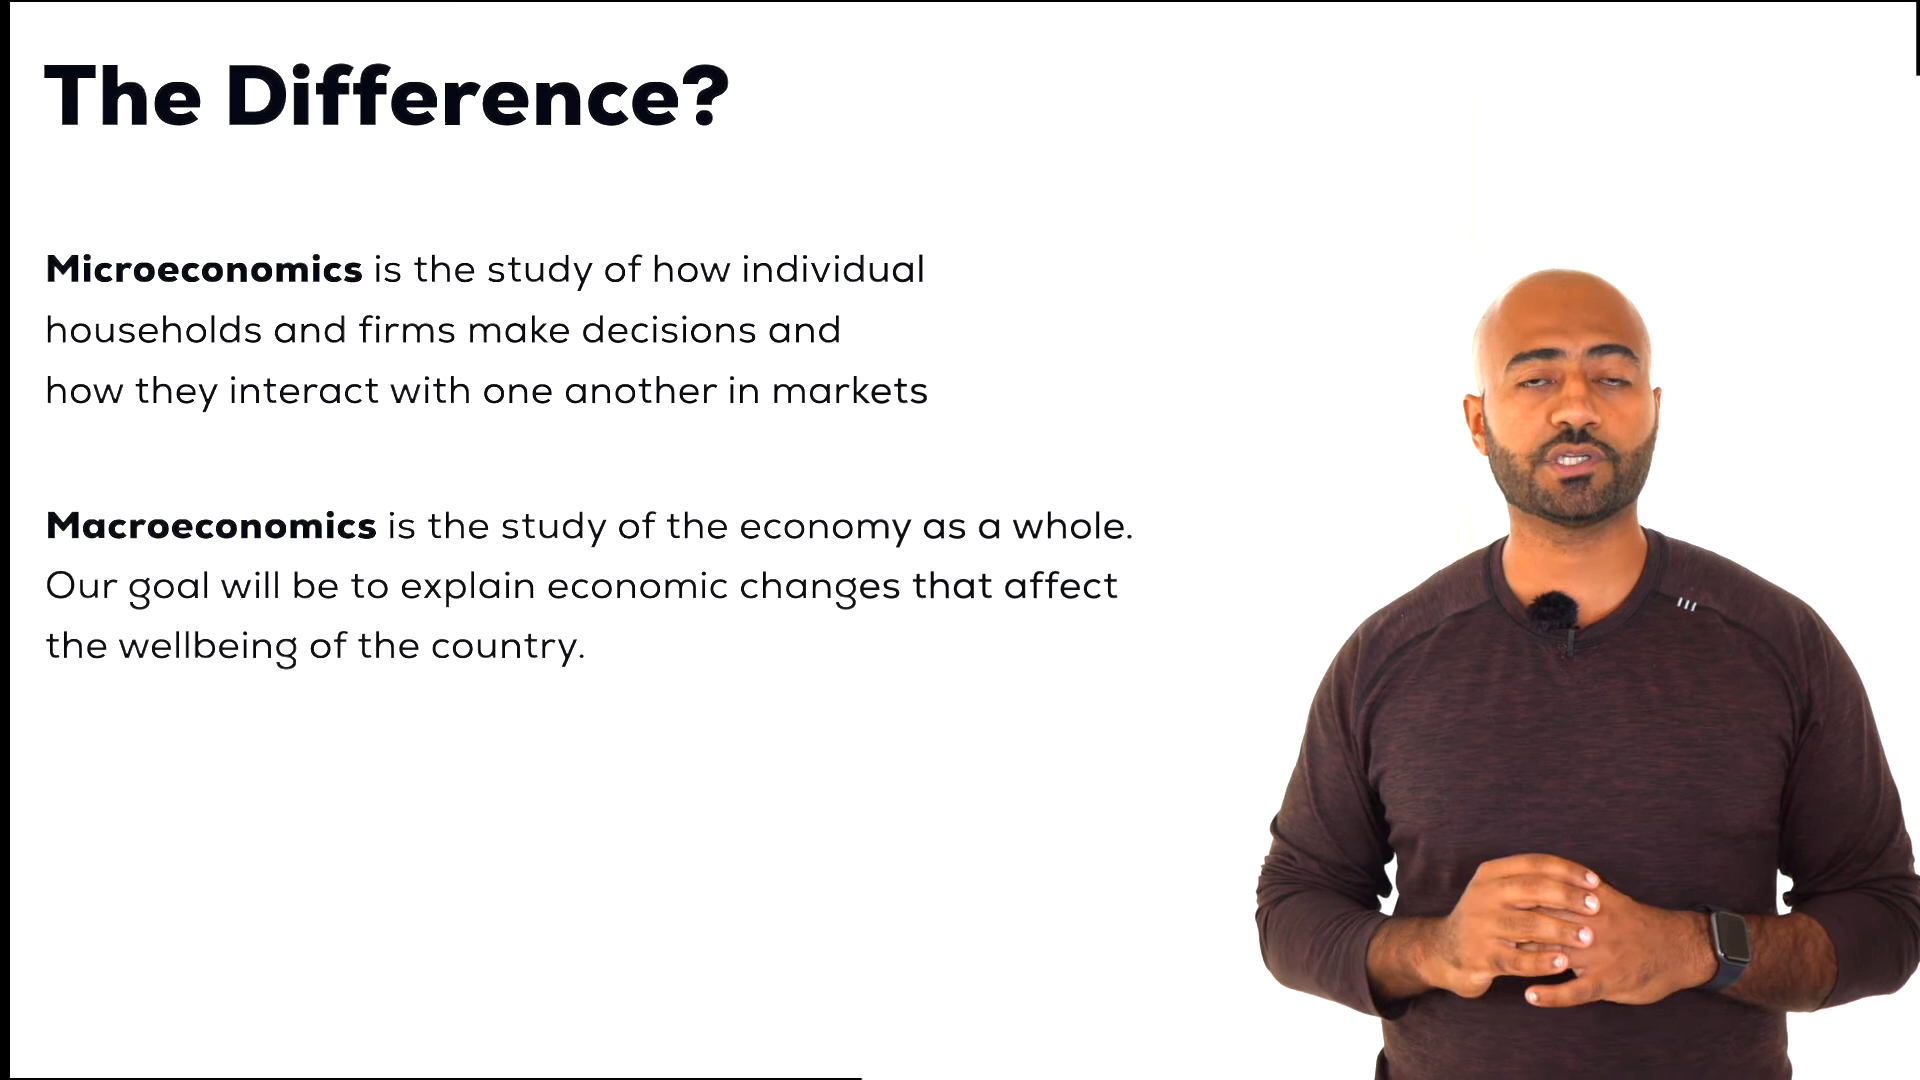 The Difference?
Microeconomics is the study of how individual
households and firms make decisions and
how they interact with one another in markets
Macroeconomics is the study of the economy as a whole.
Our goal will be to explain economic changes that affect
the wellbeing of the country.